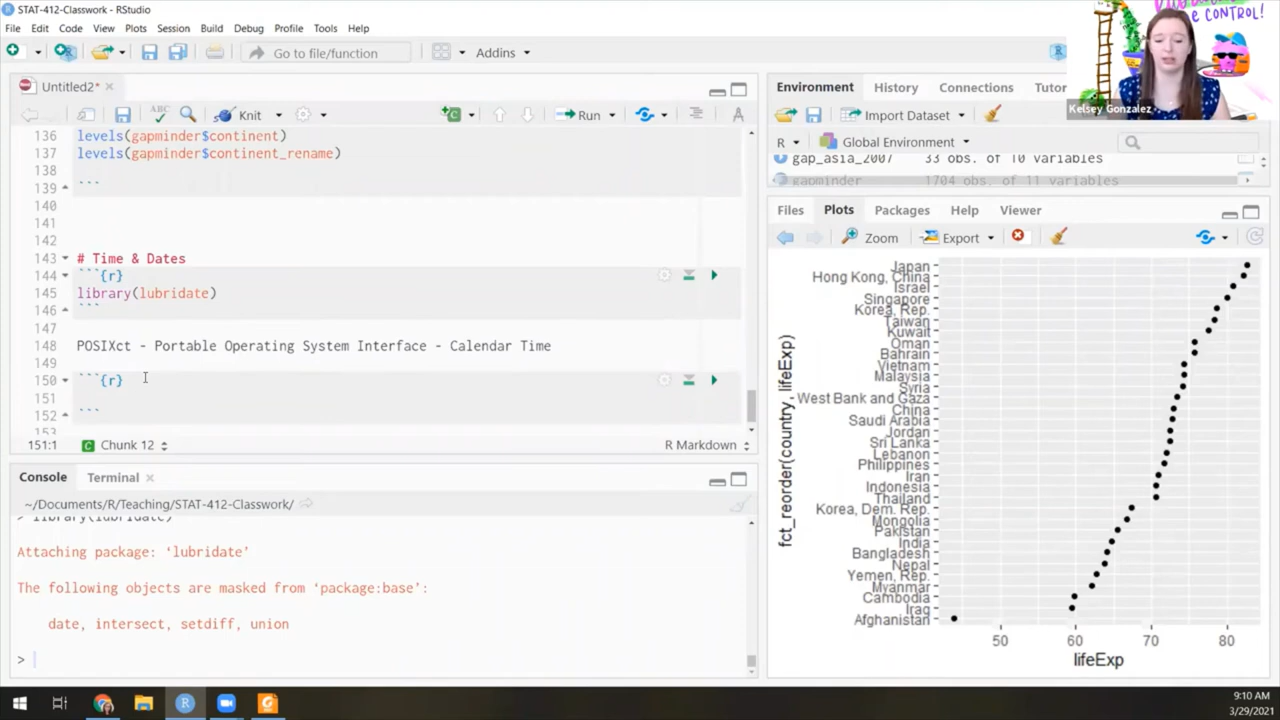 STAT-412-Classwork - RStudio
File Edit Code View Plots Session Build Debug Profile Tools Help
Go to file/function Addins
CONTROL!
Kelsey Gonzalez
Untitled2*
ABC Knit Run
136 levels(gapminder$continent)
137 levels(gapminder$continent_rename)
138
139 ```
140
141
142
143 # Time & Dates
144 ```{r}
145 library(lubridate)
146 ```
147
148 POSIXct - Portable Operating System Interface - Calendar Time
149
150 ```{r}
151
152 ```
153
151:1 Chunk 12 R Markdown
Console Terminal
~/Documents/R/Teaching/STAT-412-Classwork/
> library(lubridate)
Attaching package: ‘lubridate’
The following objects are masked from ‘package:base’:
date, intersect, setdiff, union
>
Environment History Connections Tutor
Import Dataset
R Global Environment
gap_asia_2007 33 obs. of 10 variables
gapminder 1704 obs. of 11 variables
Files Plots Packages Help Viewer
Zoom Export
fct_reorder(country, lifeExp)
Japan
Hong Kong, China
Israel
Singapore
Korea, Rep.
Taiwan
Kuwait
Oman
Bahrain
Vietnam
Malaysia
Syria
West Bank and Gaza
China
Saudi Arabia
Jordan
Sri Lanka
Lebanon
Philippines
Iran
Indonesia
Thailand
Korea, Dem. Rep.
Mongolia
Pakistan
India
Bangladesh
Nepal
Yemen, Rep.
Myanmar
Cambodia
Iraq
Afghanistan
50 60 70 80
lifeExp
9:10 AM
3/29/2021